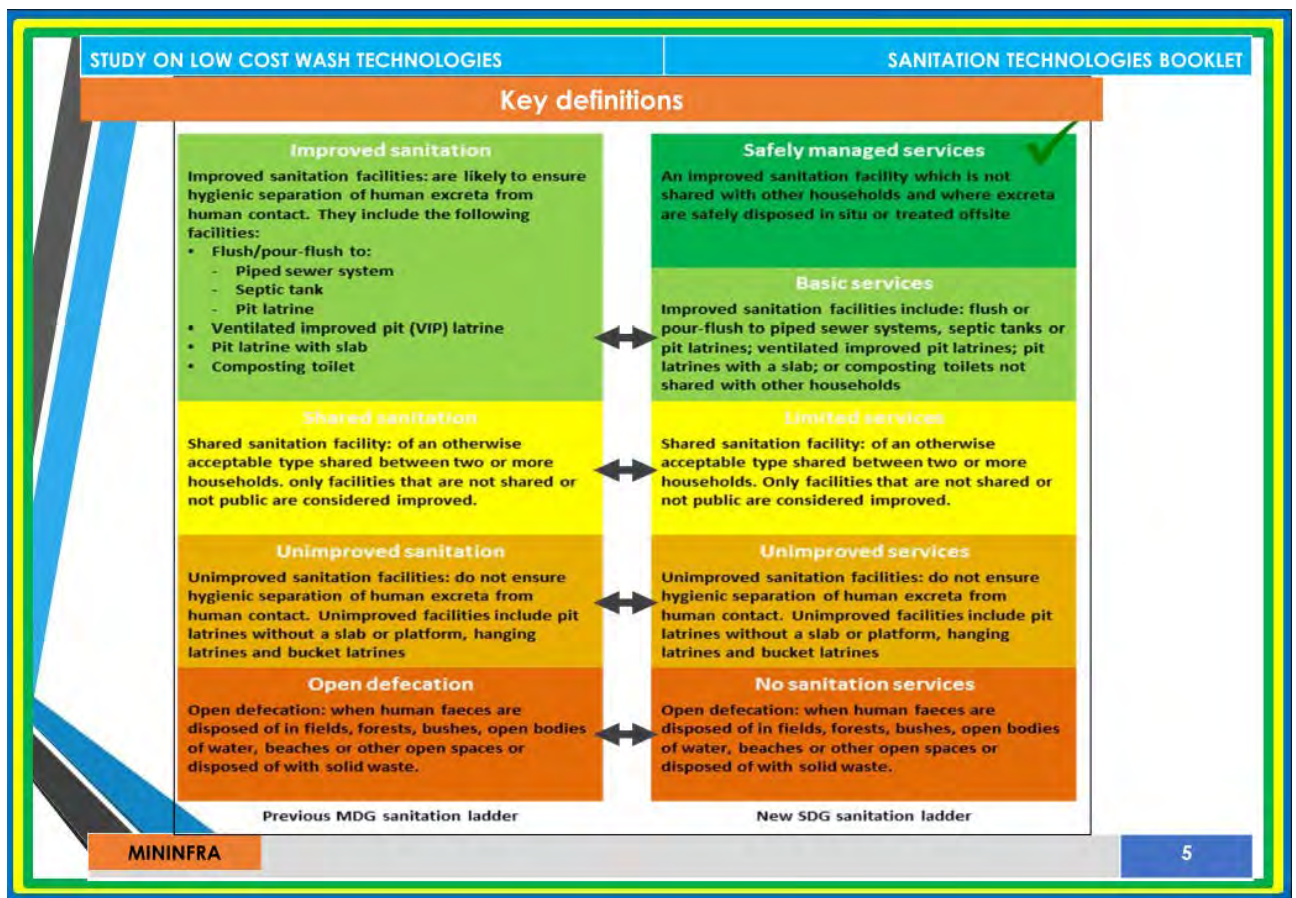 STUDY ON LOW COST WASH TECHNOLOGIES
SANITATION TECHNOLOGIES BOOKLET
Key definitions
Improved sanitation
Improved sanitation facilities: are likely to ensure
hygienic separation of human excreta from
human contact. They include the following
facilities:
• Flush/pour-flush to:
- Piped sewer system
- Septic tank
- Pit latrine
• Ventilated improved pit (VIP) latrine
• Pit latrine with slab
• Composting toilet
Shared sanitation
Shared sanitation facility: of an otherwise
acceptable type shared between two or more
households. only facilities that are not shared or
not public are considered improved.
Unimproved sanitation
Unimproved sanitation facilities: do not ensure
hygienic separation of human excreta from
human contact. Unimproved facilities include pit
latrines without a slab or platform, hanging
latrines and bucket latrines
Open defecation
Open defecation: when human faeces are
disposed of in fields, forests, bushes, open bodies
of water, beaches or other open spaces or
disposed of with solid waste.
Previous MDG sanitation ladder
Safely managed services
An improved sanitation facility which is not
shared with other households and where excreta
are safely disposed in situ or treated offsite
Basic services
Improved sanitation facilities include: flush or
pour-flush to piped sewer systems, septic tanks or
pit latrines; ventilated improved pit latrines; pit
latrines with a slab; or composting toilets not
shared with other households
Limited services
Shared sanitation facility: of an otherwise
acceptable type shared between two or more
households. Only facilities that are not shared or
not public are considered improved.
Unimproved services
Unimproved sanitation facilities: do not ensure
hygienic separation of human excreta from
human contact. Unimproved facilities include pit
latrines without a slab or platform, hanging
latrines and bucket latrines
No sanitation services
Open defecation: when human faeces are
disposed of in fields, forests, bushes, open bodies
of water, beaches or other open spaces or
disposed of with solid waste.
New SDG sanitation ladder
MININFRA
5